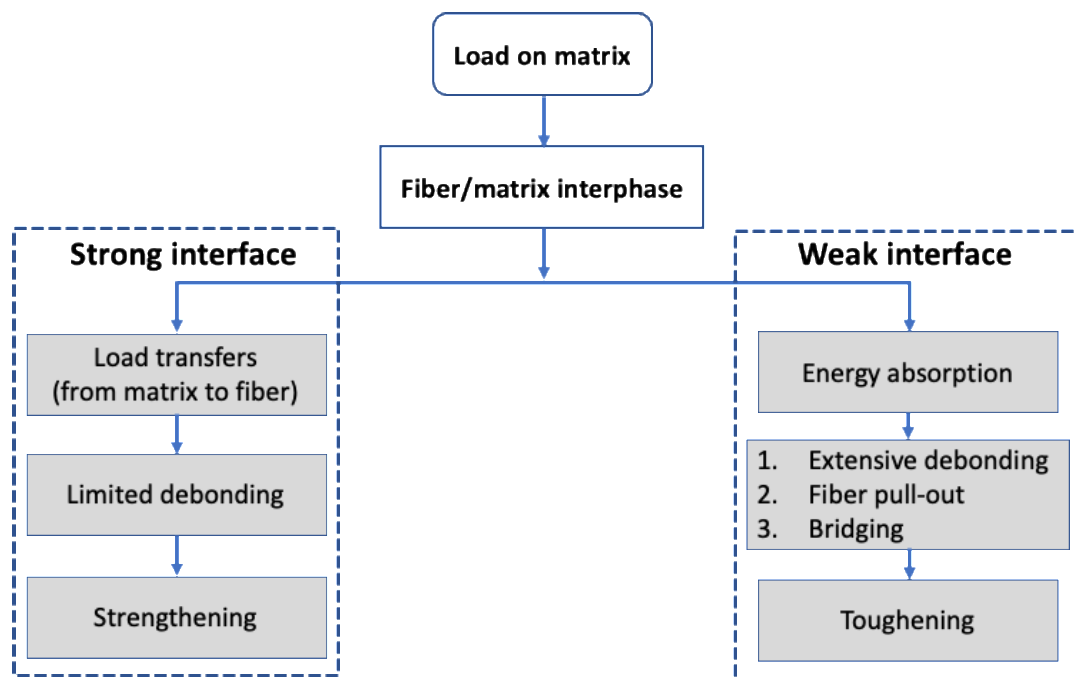 Load on matrix
Fiber/matrix interphase
Strong interface
Load transfers
(from matrix to fiber)
Limited debonding
Strengthening
Weak interface
Energy absorption
1. Extensive debonding
2. Fiber pull-out
3. Bridging
Toughening